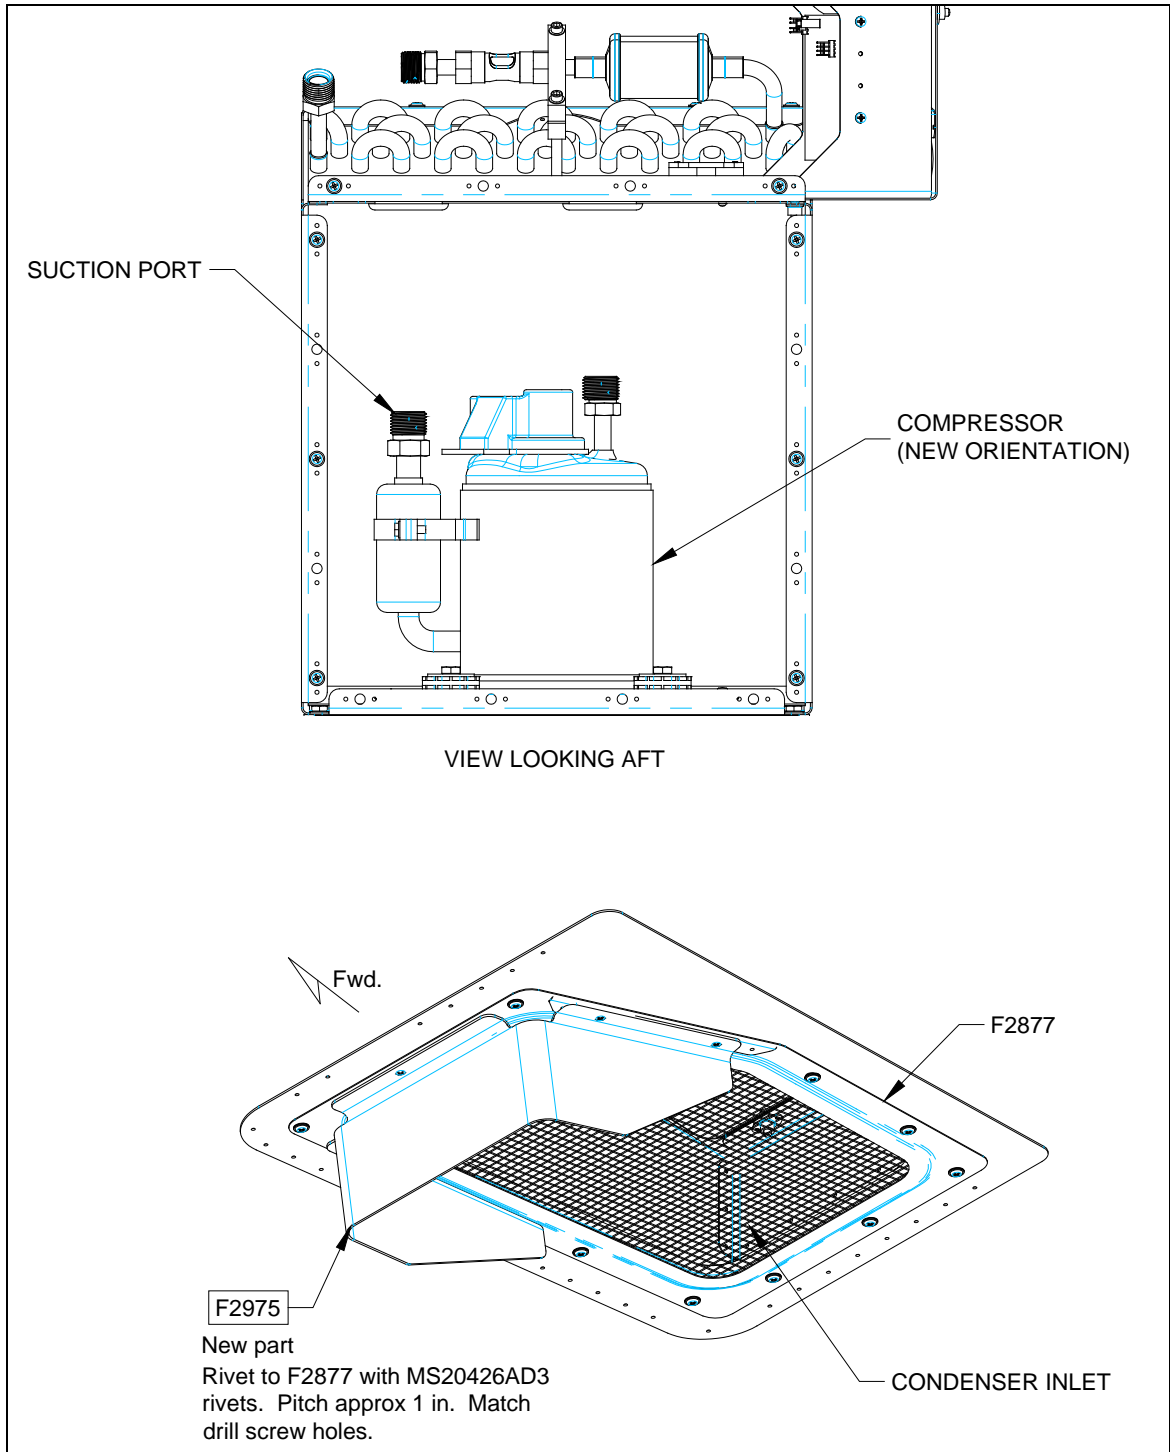 SUCTION PORT
COMPRESSOR
(NEW ORIENTATION)
VIEW LOOKING AFT
Fwd.
F2877
F2975
New part
Rivet to F2877 with MS20426AD3
rivets.  Pitch approx 1 in.  Match
drill screw holes.
CONDENSER INLET